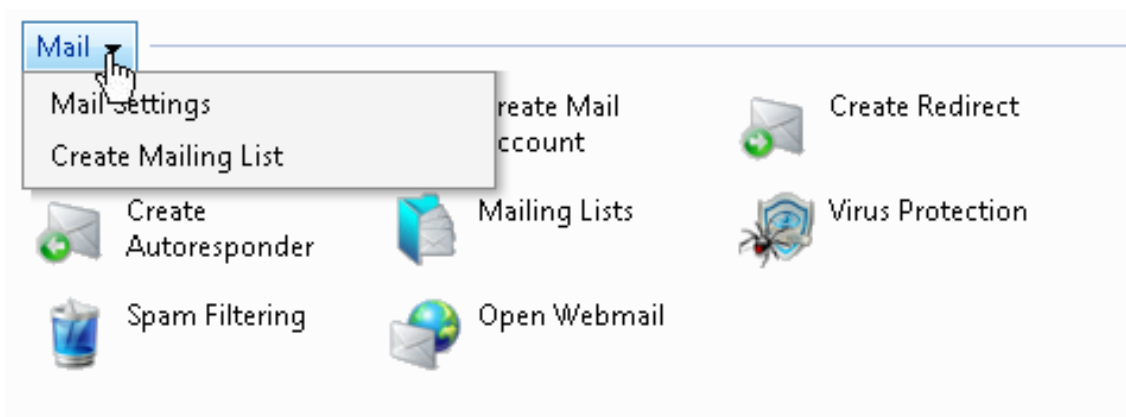 Mail
Mail Settings
Create Mailing List
reate Mail
ccount
Create Redirect
Create
Autoresponder
Mailing Lists
Virus Protection
Spam Filtering
Open Webmail